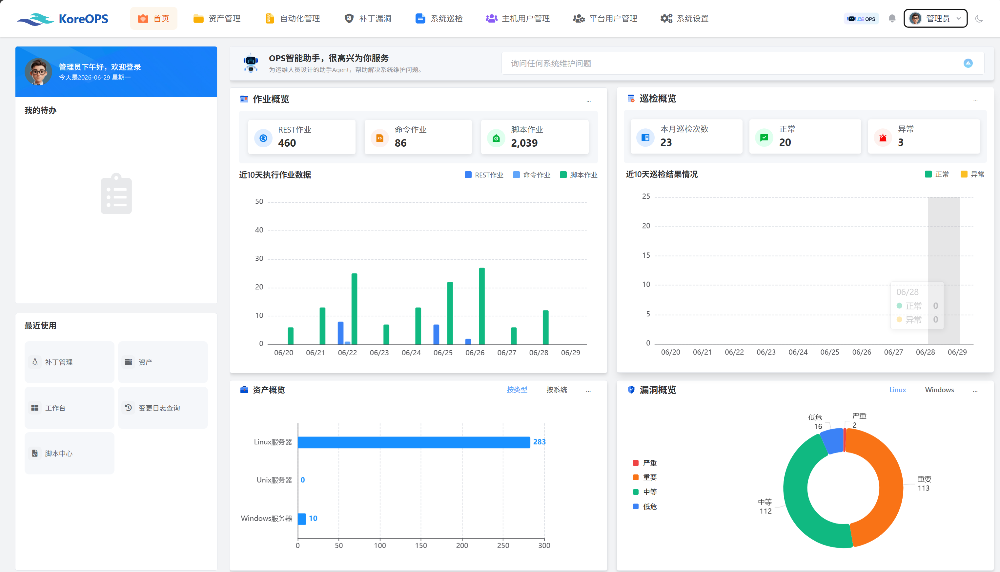 KoreOPS
首页
资产管理
自动化管理
补丁漏洞
系统巡检
主机用户管理
平台用户管理
系统设置
Ai OPS
管理员
管理员下午好，欢迎登录
今天是2026-06-29 星期一
我的待办
最近使用
补丁管理
资产
工作台
变更日志查询
脚本中心
OPS智能助手，很高兴为你服务
为运维人员设计的助手Agent，帮助解决系统维护问题。
询问任何系统维护问题
作业概览
...
REST作业
460
命令作业
86
脚本作业
2,039
近10天执行作业数据
REST作业 命令作业 脚本作业
50
40
30
20
10
0
06/20 06/21 06/22 06/23 06/24 06/25 06/26 06/27 06/28 06/29
巡检概览
...
本月巡检次数
23
正常
20
异常
3
近10天巡检结果情况
正常 异常
25
20
15
10
5
0
06/28
正常 0
异常 0
06/20 06/21 06/22 06/23 06/24 06/25 06/26 06/27 06/28 06/29
资产概览
按类型 按系统 ...
Linux服务器 283
Unix服务器 0
Windows服务器 10
0 50 100 150 200 250 300
漏洞概览
Linux Windows ...
严重
重要
中等
低危
低危
16
严重
2
重要
113
中等
112